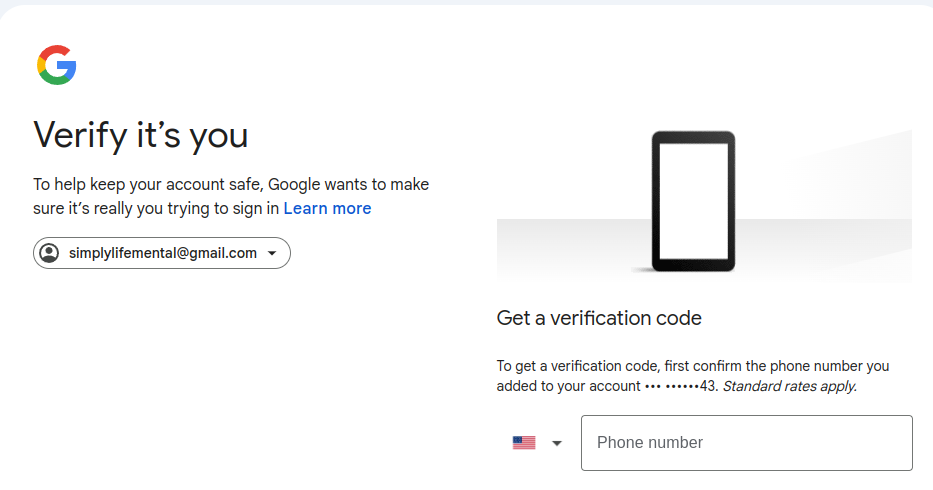 Verify it’s you
To help keep your account safe, Google wants to make
sure it’s really you trying to sign in Learn more
simplylifemental@gmail.com
Get a verification code
To get a verification code, first confirm the phone number you
added to your account ••• ••••••43. Standard rates apply.
Phone number